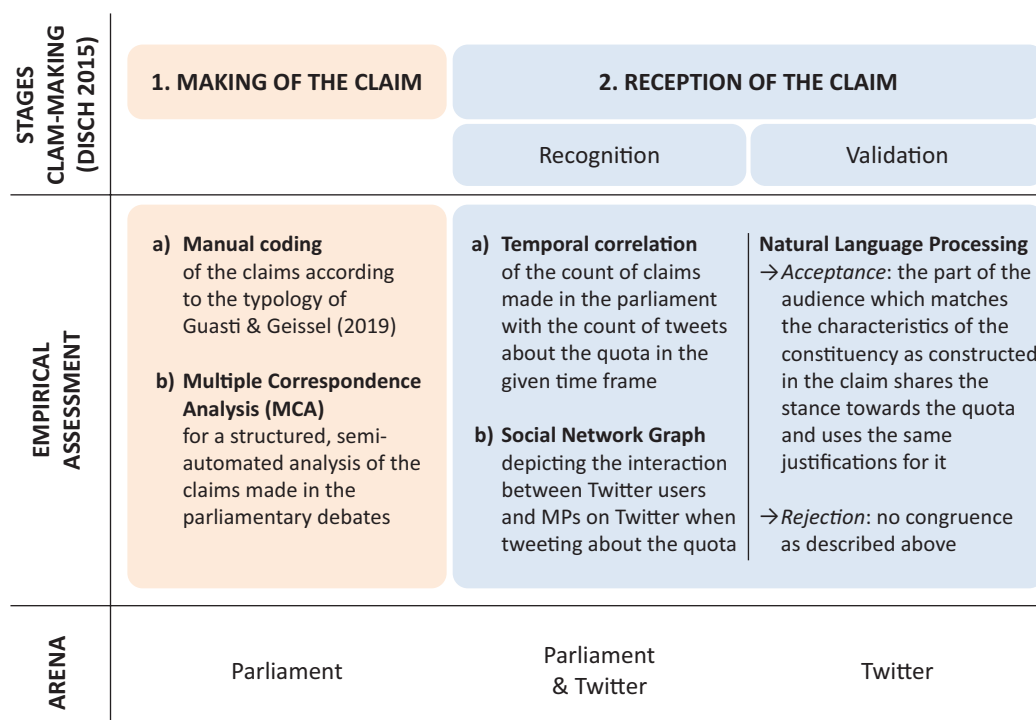 STAGES
CLAM-MAKING
(DISCH 2015)
1. MAKING OF THE CLAIM
2. RECEPTION OF THE CLAIM
Recognition
Validation
EMPIRICAL
ASSESSMENT
a) Manual coding
of the claims according
to the typology of
Guasti & Geissel (2019)
b) Multiple Correspondence
Analysis (MCA)
for a structured, semi-
automated analysis of the
claims made in the
parliamentary debates
a) Temporal correlation
of the count of claims
made in the parliament
with the count of tweets
about the quota in the
given time frame
b) Social Network Graph
depicting the interaction
between Twitter users
and MPs on Twitter when
tweeting about the quota
Natural Language Processing
→Acceptance: the part of the
audience which matches
the characteristics of the
constituency as constructed
in the claim shares the
stance towards the quota
and uses the same
justifications for it
→Rejection: no congruence
as described above
ARENA
Parliament
Parliament
& Twitter
Twitter